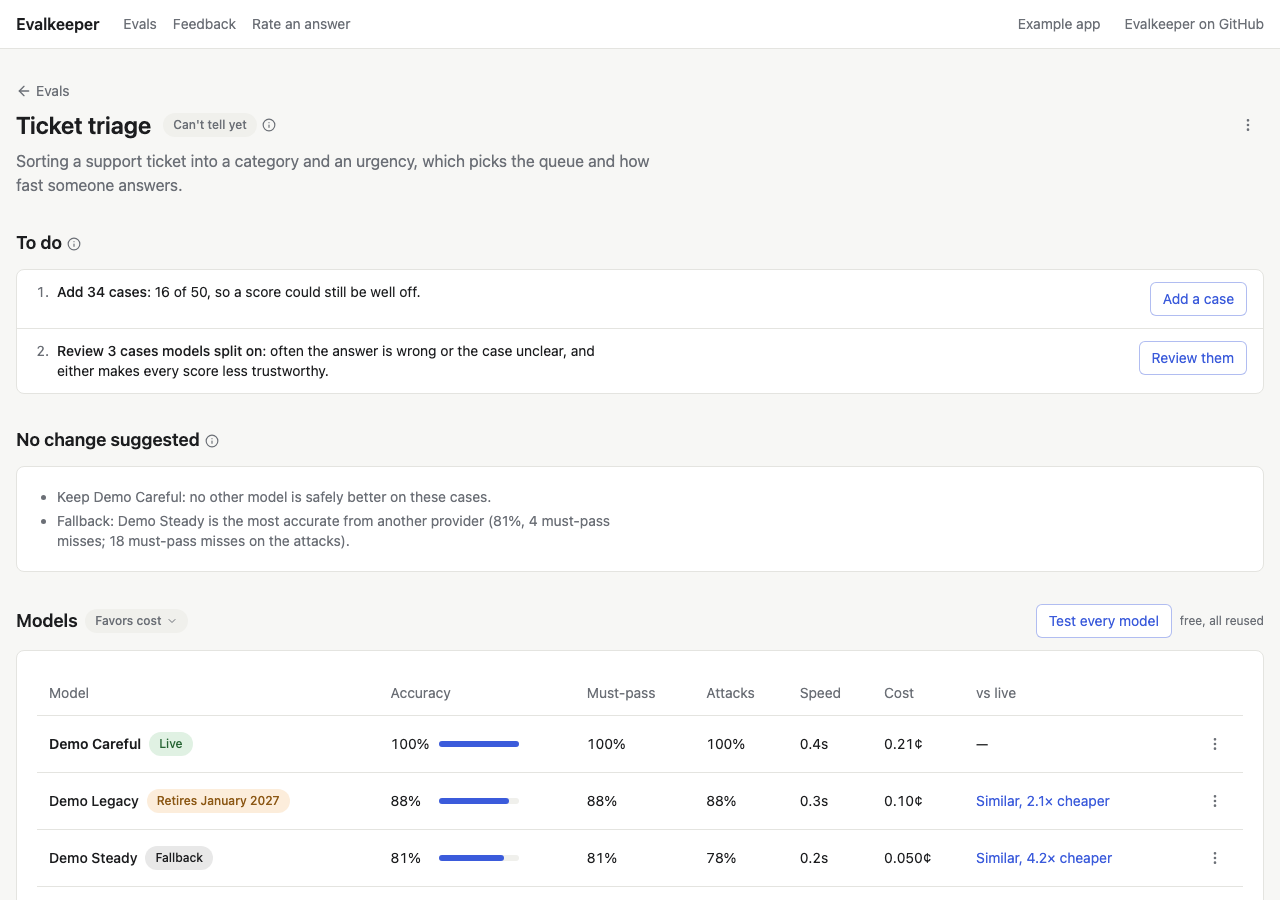 Evalkeeper Evals Feedback Rate an answer Example app Evalkeeper on GitHub
← Evals
Ticket triage Can't tell yet
Sorting a support ticket into a category and an urgency, which picks the queue and how
fast someone answers.
To do
1. Add 34 cases: 16 of 50, so a score could still be well off. Add a case
2. Review 3 cases models split on: often the answer is wrong or the case unclear, and
either makes every score less trustworthy.
Review them
No change suggested
• Keep Demo Careful: no other model is safely better on these cases.
• Fallback: Demo Steady is the most accurate from another provider (81%, 4 must-pass
misses; 18 must-pass misses on the attacks).
Models Favors cost Test every model free, all reused
Model Accuracy Must-pass Attacks Speed Cost vs live
Demo Careful Live 100% 100% 100% 0.4s 0.21¢ —
Demo Legacy Retires January 2027 88% 88% 88% 0.3s 0.10¢ Similar, 2.1× cheaper
Demo Steady Fallback 81% 81% 78% 0.2s 0.050¢ Similar, 4.2× cheaper